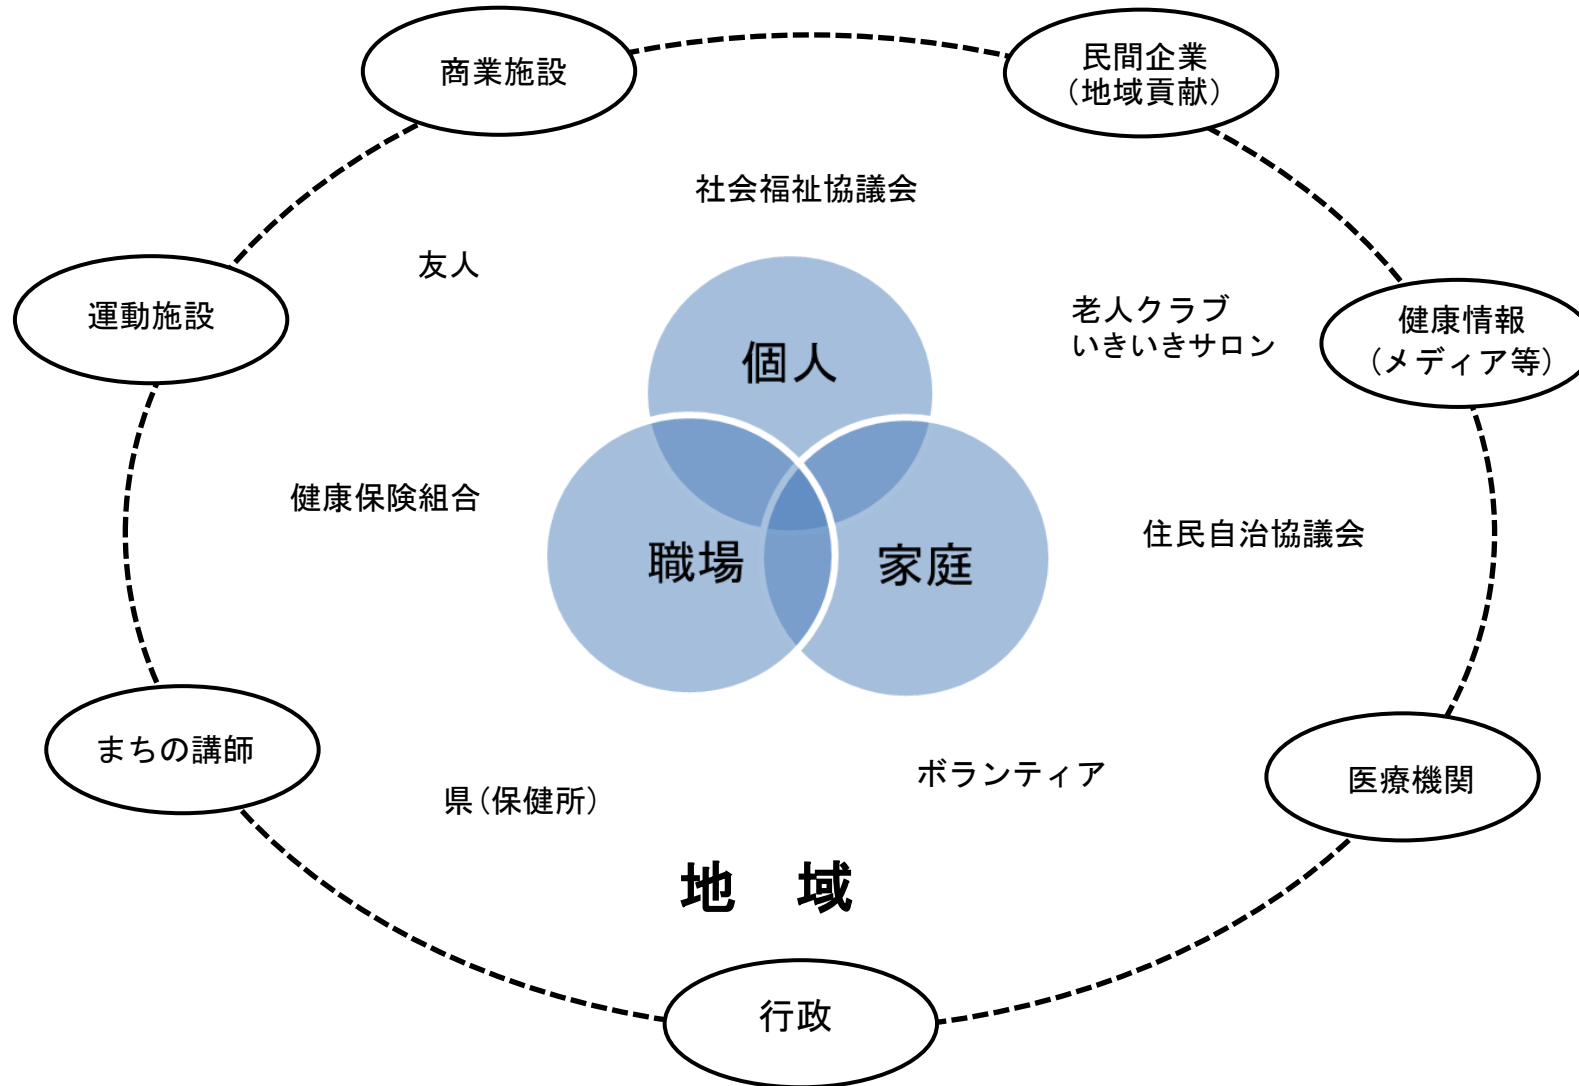 商業施設
民間企業
（地域貢献）
社会福祉協議会
友人
運動施設
老人クラブ
いきいきサロン
健康情報
（メディア等）
個人
健康保険組合
職場
家庭
住民自治協議会
まちの講師
県（保健所）
ボランティア
医療機関
地　域
行政